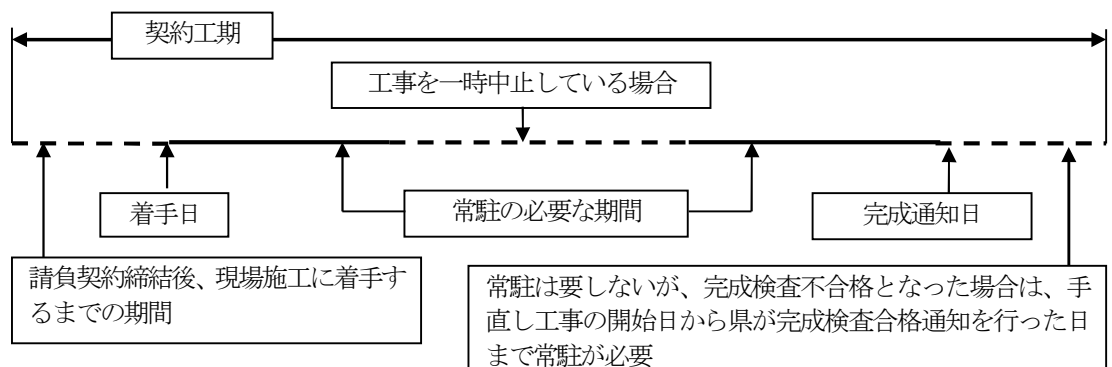 契約工期
工事を一時中止している場合
着手日
常駐の必要な期間
完成通知日
請負契約締結後、現場施工に着手す
るまでの期間
常駐は要しないが、完成検査不合格となった場合は、手
直し工事の開始日から県が完成検査合格通知を行った日
まで常駐が必要